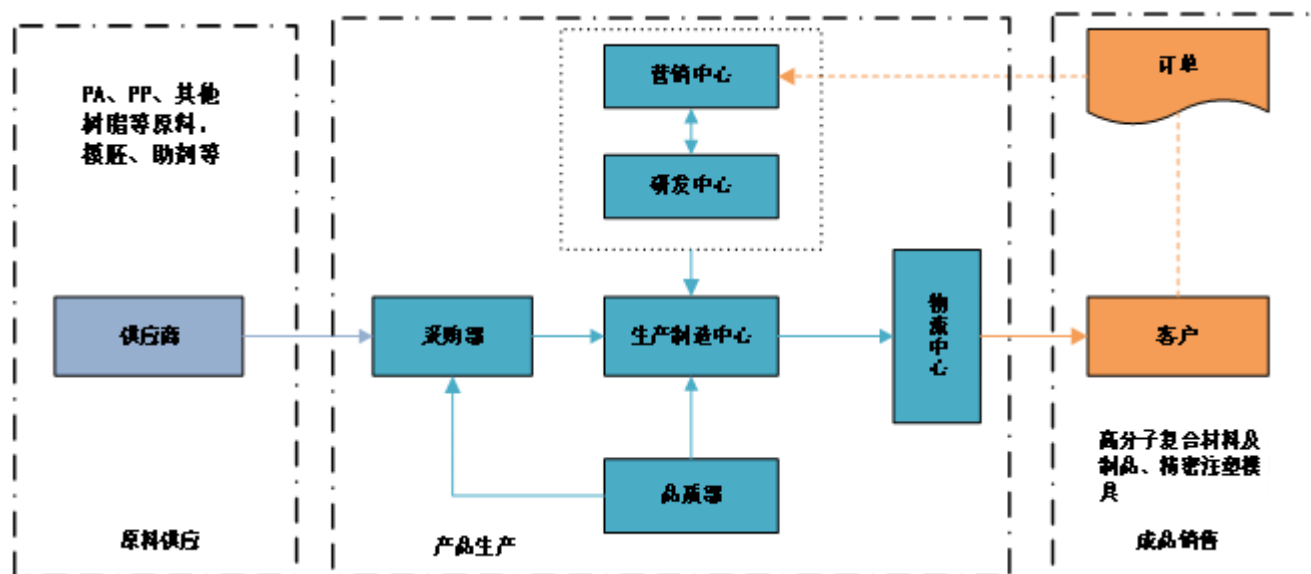 PA、PP、其他
树脂等原料，
模胚、助剂等
供应商
原料供应
营销中心
研发中心
采购部
生产制造中心
物流中心
品质部
产品生产
订单
客户
高分子复合材料及
制品、精密注塑模
具
成品销售